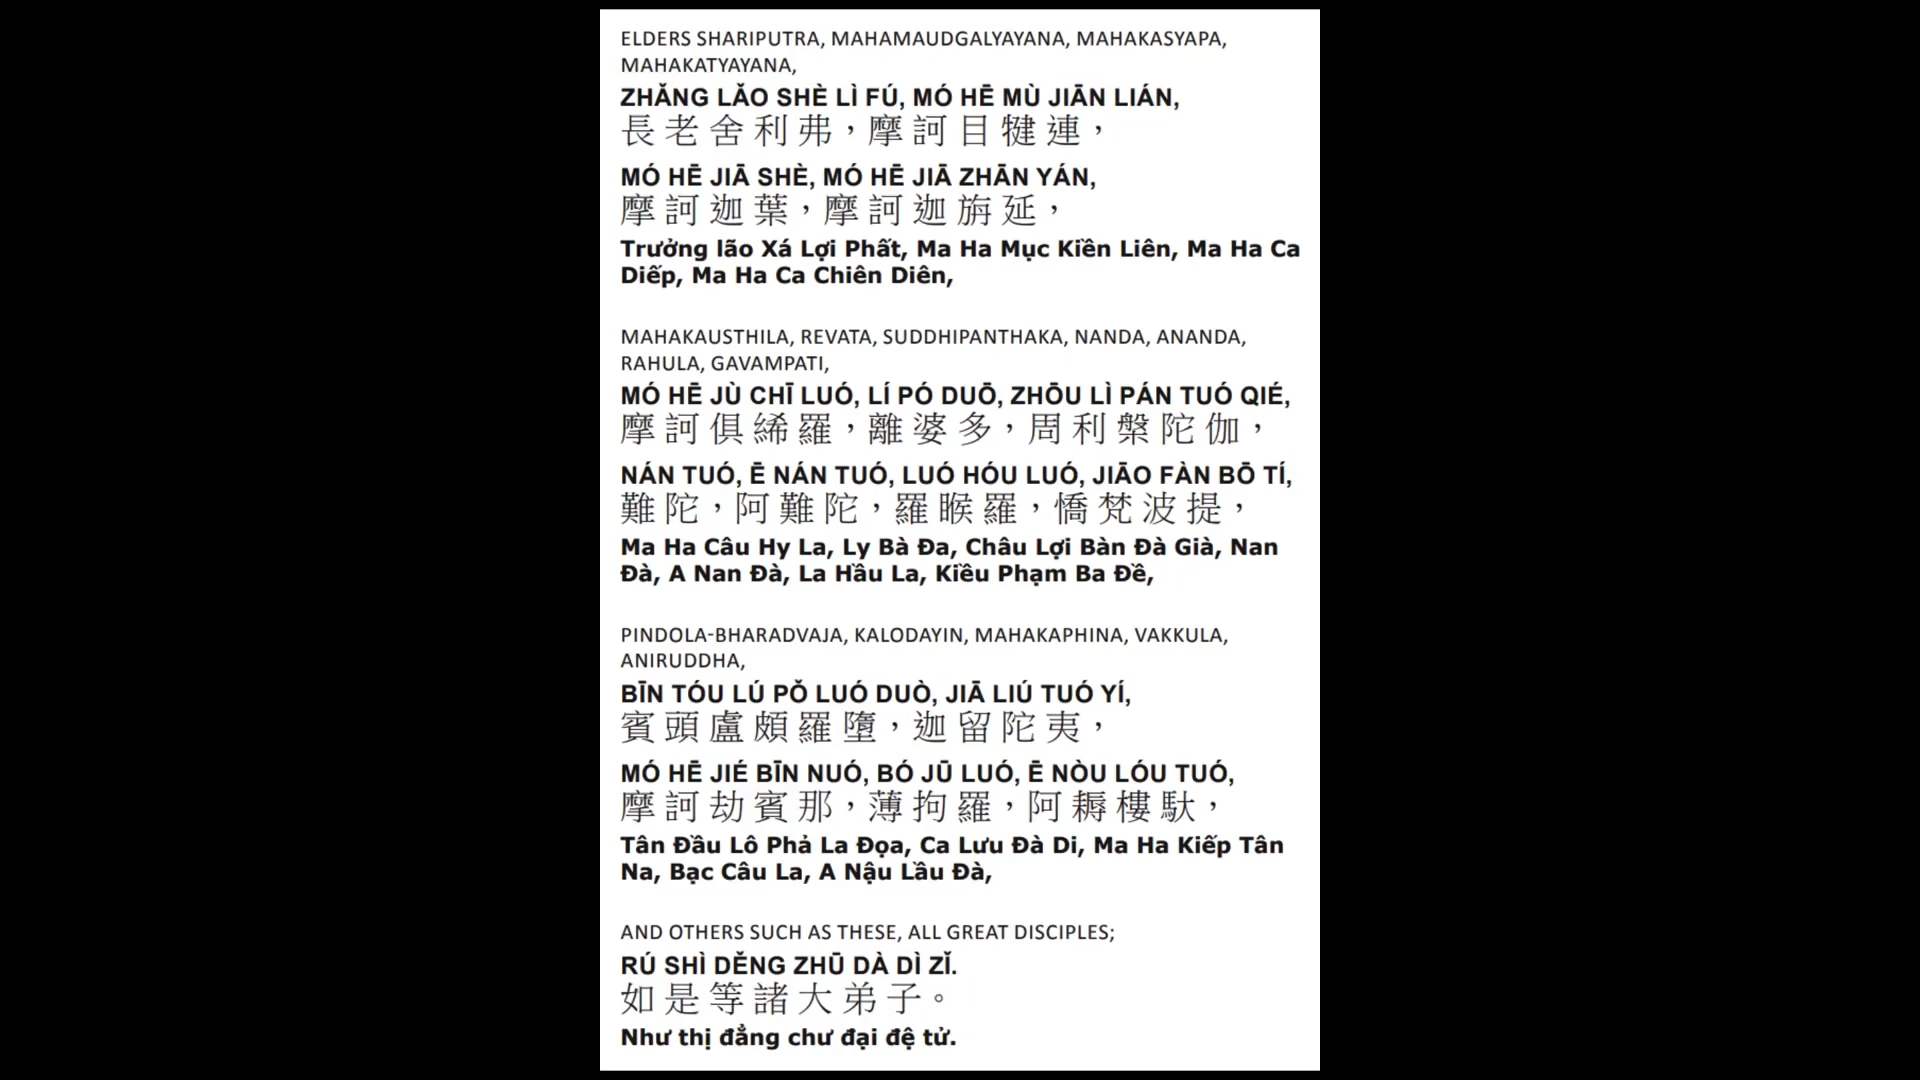 ELDERS SHARIPUTRA, MAHAMAUDGALYAYANA, MAHAKASYAPA,
MAHAKATYAYANA,
ZHǍNG LǍO SHÈ LÌ FÚ, MÓ HĒ MÙ JIĀN LIÁN,
長老舍利弗，摩訶目犍連，
MÓ HĒ JIĀ SHÈ, MÓ HĒ JIĀ ZHĀN YÁN,
摩訶迦葉，摩訶迦旃延，
Trưởng lão Xá Lợi Phất, Ma Ha Mục Kiền Liên, Ma Ha Ca
Diếp, Ma Ha Ca Chiên Diên,
MAHAKAUSTHILA, REVATA, SUDDHIPANTHAKA, NANDA, ANANDA,
RAHULA, GAVAMPATI,
MÓ HĒ JÙ CHĪ LUÓ, LÍ PÓ DUŌ, ZHŌU LÌ PÁN TUÓ QIÉ,
摩訶俱絺羅，離婆多，周利槃陀伽，
NÁN TUÓ, Ē NÁN TUÓ, LUÓ HÓU LUÓ, JIĀO FÀN BŌ TÍ,
難陀，阿難陀，羅睺羅，憍梵波提，
Ma Ha Câu Hy La, Ly Bà Đa, Châu Lợi Bàn Đà Già, Nan
Đà, A Nan Đà, La Hầu La, Kiều Phạm Ba Đề,
PINDOLA-BHARADVAJA, KALODAYIN, MAHAKAPHINA, VAKKULA,
ANIRUDDHA,
BĪN TÓU LÚ PǑ LUÓ DUÒ, JIĀ LIÚ TUÓ YÍ,
賓頭盧頗羅墮，迦留陀夷，
MÓ HĒ JIÉ BĪN NUÓ, BÓ JŪ LUÓ, Ē NÒU LÓU TUÓ,
摩訶劫賓那，薄拘羅，阿耨樓馱，
Tân Đầu Lô Phả La Đọa, Ca Lưu Đà Di, Ma Ha Kiếp Tân
Na, Bạc Câu La, A Nậu Lầu Đà,
AND OTHERS SUCH AS THESE, ALL GREAT DISCIPLES;
RÚ SHÌ DĚNG ZHŪ DÀ DÌ ZǏ.
如是等諸大弟子。
Như thị đẳng chư đại đệ tử.